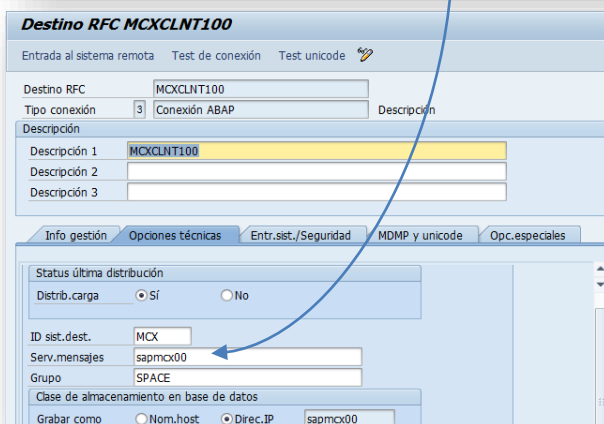 Destino RFC MCXCLNT100
Entrada al sistema remota Test de conexión Test unicode
Destino RFC MCXCLNT100
Tipo conexión 3 Conexión ABAP Descripción
Descripción
Descripción 1 MCXCLNT100
Descripción 2
Descripción 3
Info gestión Opciones técnicas Entr.sist./Seguridad MDMP y unicode Opc.especiales
Status última distribución
Distrib.carga Sí No
ID sist.dest. MCX
Serv.mensajes sapmcx00
Grupo SPACE
Clase de almacenamiento en base de datos
Grabar como Nom.host Direc.IP sapmcx00